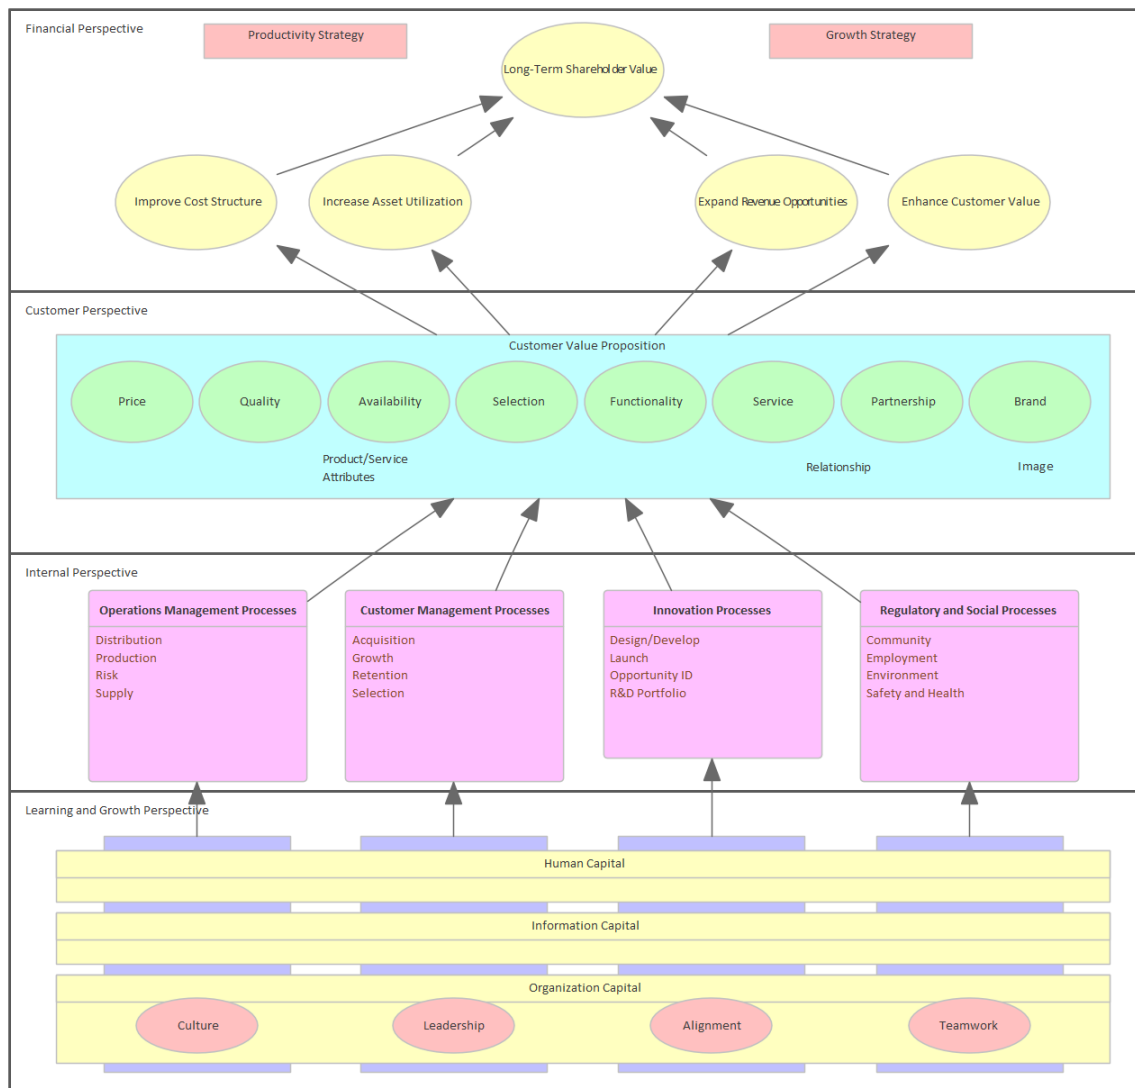 Financial Perspective
Productivity Strategy
Growth Strategy
Long-Term Shareholder Value
Improve Cost Structure
Increase Asset Utilization
Expand Revenue Opportunities
Enhance Customer Value
Customer Perspective
Customer Value Proposition
Price
Quality
Availability
Selection
Functionality
Service
Partnership
Brand
Product/Service
Attributes
Relationship
Image
Internal Perspective
Operations Management Processes
Distribution
Production
Risk
Supply
Customer Management Processes
Acquisition
Growth
Retention
Selection
Innovation Processes
Design/Develop
Launch
Opportunity ID
R&D Portfolio
Regulatory and Social Processes
Community
Employment
Environment
Safety and Health
Learning and Growth Perspective
Human Capital
Information Capital
Organization Capital
Culture
Leadership
Alignment
Teamwork